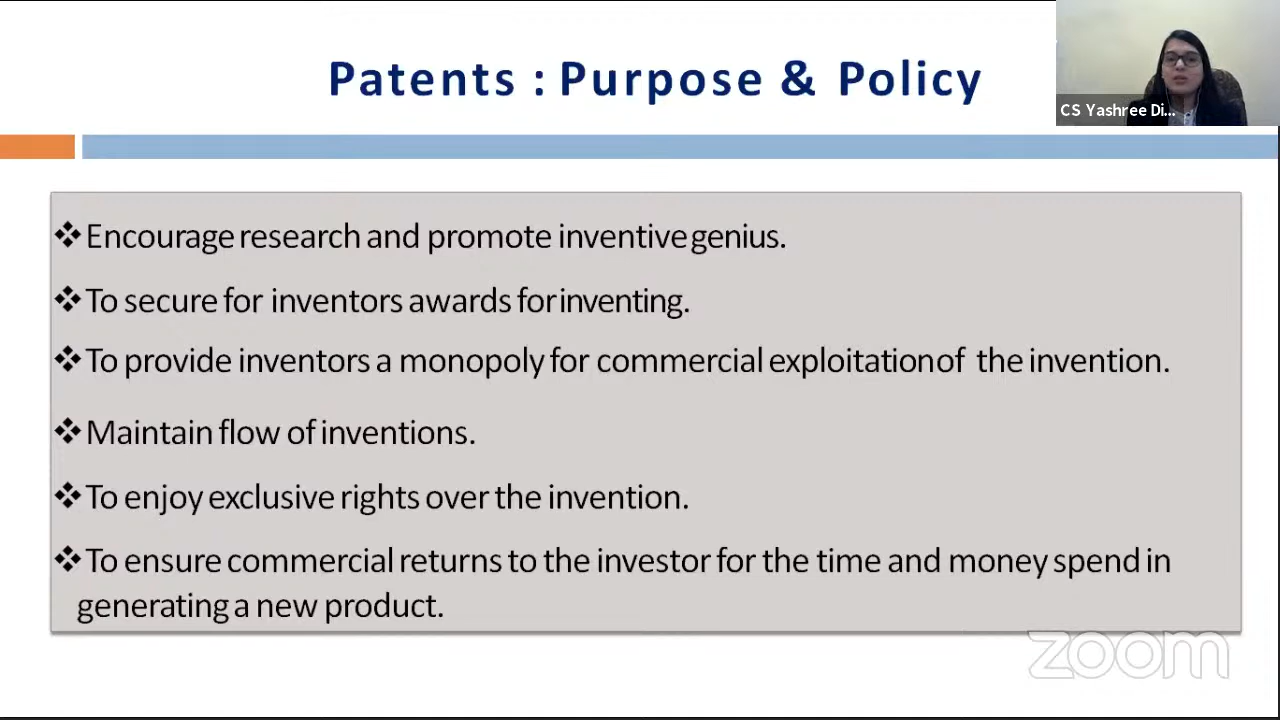 Patents : Purpose & Policy
CS Yashree Di...
❖Encourage research and promote inventive genius.
❖To secure for inventors awards for inventing.
❖To provide inventors a monopoly for commercial exploitation of the invention.
❖Maintain flow of inventions.
❖To enjoy exclusive rights over the invention.
❖To ensure commercial returns to the investor for the time and money spend in
generating a new product.
zoom